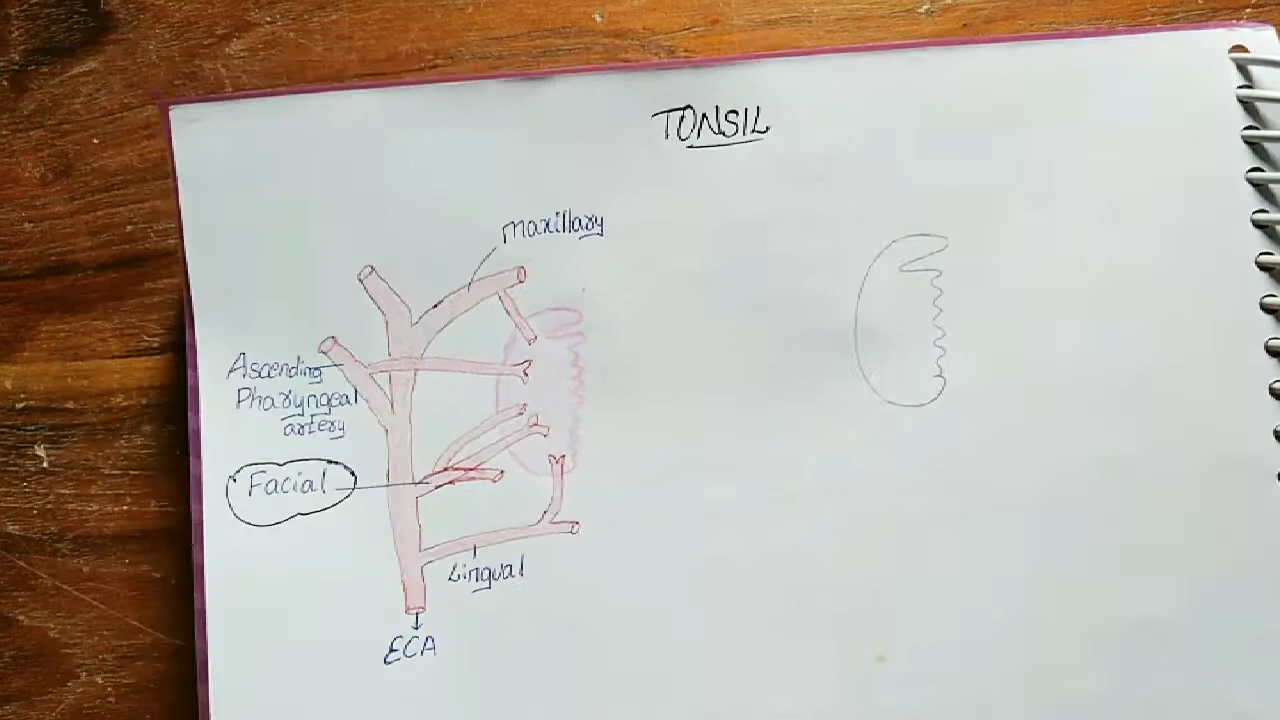 TONSIL
maxillary
Ascending
Pharyngeal
artery
Facial
Lingual
ECA